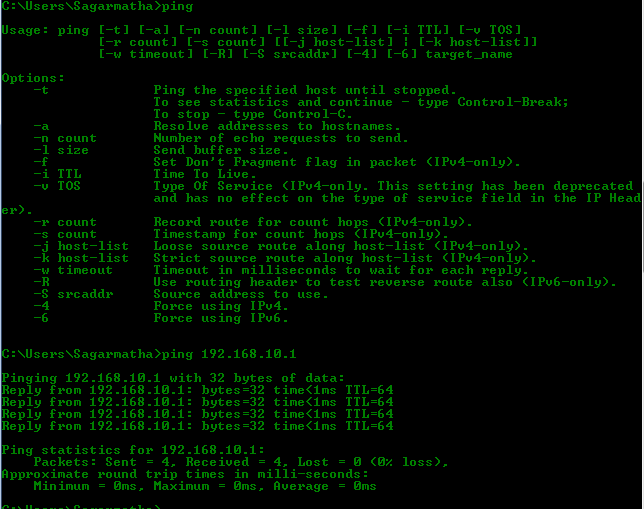 C:\Users\Sagarmatha>ping
Usage: ping [-t] [-a] [-n count] [-l size] [-f] [-i TTL] [-v TOS]
[-r count] [-s count] [[-j host-list] | [-k host-list]]
[-w timeout] [-R] [-S srcaddr] [-4] [-6] target_name
Options:
-t Ping the specified host until stopped.
To see statistics and continue - type Control-Break;
To stop - type Control-C.
-a Resolve addresses to hostnames.
-n count Number of echo requests to send.
-l size Send buffer size.
-f Set Don't Fragment flag in packet (IPv4-only).
-i TTL Time To Live.
-v TOS Type Of Service (IPv4-only. This setting has been deprecated
and has no effect on the type of service field in the IP Head
er).
-r count Record route for count hops (IPv4-only).
-s count Timestamp for count hops (IPv4-only).
-j host-list Loose source route along host-list (IPv4-only).
-k host-list Strict source route along host-list (IPv4-only).
-w timeout Timeout in milliseconds to wait for each reply.
-R Use routing header to test reverse route also (IPv6-only).
-S srcaddr Source address to use.
-4 Force using IPv4.
-6 Force using IPv6.
C:\Users\Sagarmatha>ping 192.168.10.1
Pinging 192.168.10.1 with 32 bytes of data:
Reply from 192.168.10.1: bytes=32 time<1ms TTL=64
Reply from 192.168.10.1: bytes=32 time<1ms TTL=64
Reply from 192.168.10.1: bytes=32 time<1ms TTL=64
Reply from 192.168.10.1: bytes=32 time<1ms TTL=64
Ping statistics for 192.168.10.1:
Packets: Sent = 4, Received = 4, Lost = 0 (0% loss),
Approximate round trip times in milli-seconds:
Minimum = 0ms, Maximum = 0ms, Average = 0ms
C:\Users\Sagarmatha>